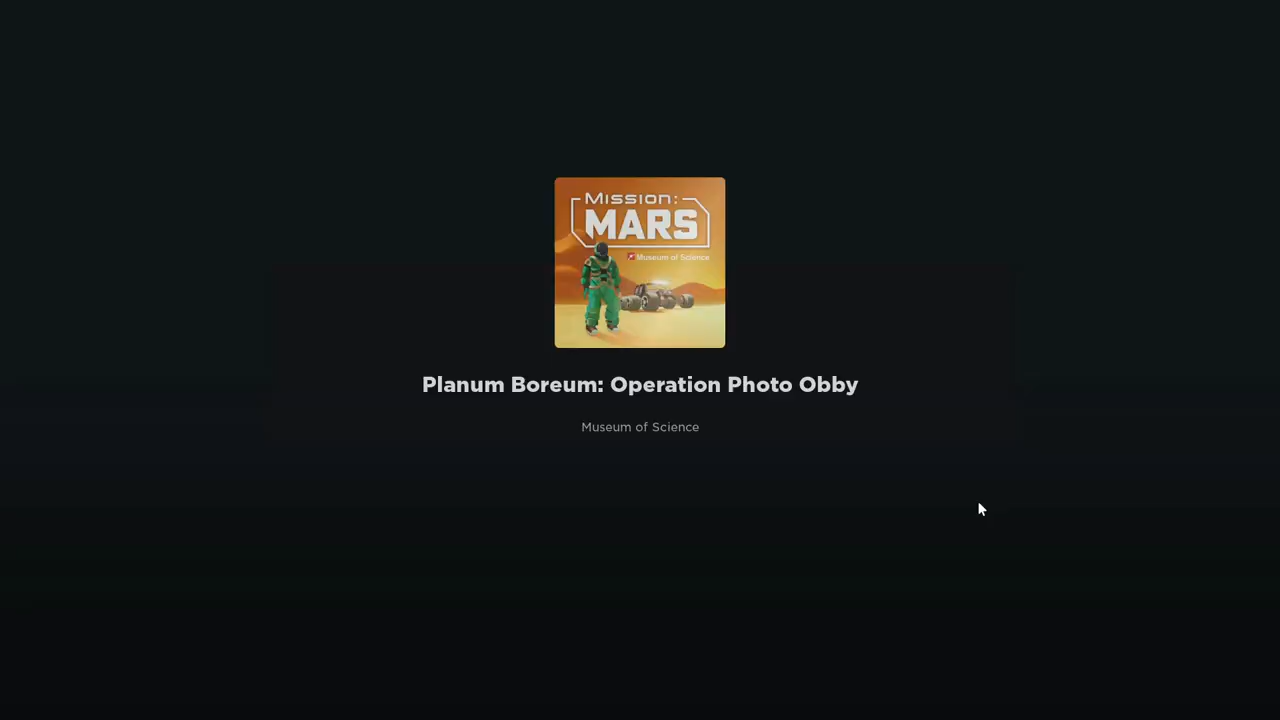 Mission:
MARS
Museum of Science
Planum Boreum: Operation Photo Obby
Museum of Science